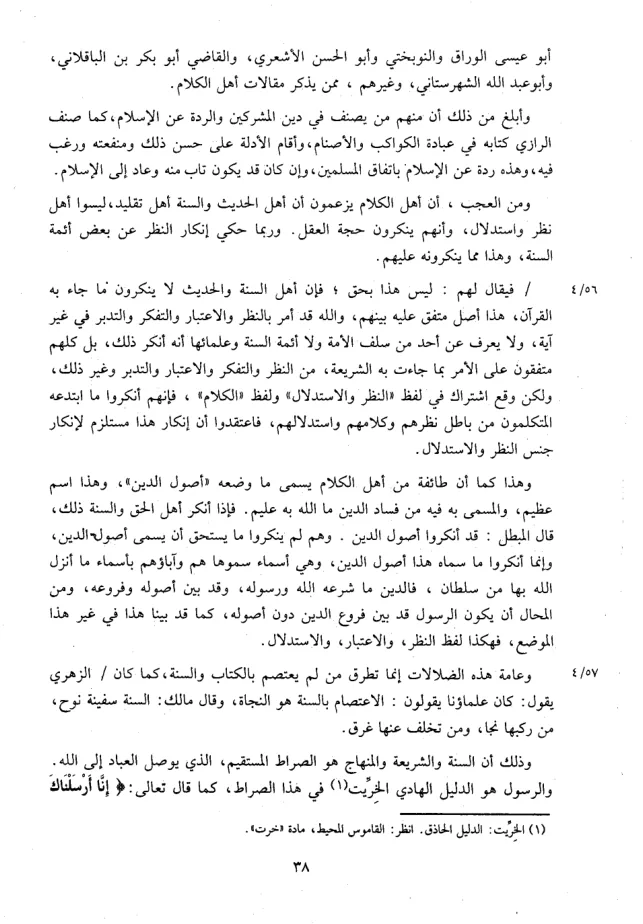 أبو عيسى الوراق والنوبختي وأبو الحسن الأشعري، والقاضي أبو بكر بن الباقلاني،
وأبوعبد الله الشهرستاني، وغيرهم ، ممن يذكر مقالات أهل الكلام.
وأبلغ من ذلك أن منهم من يصنف في دين المشركين والردة عن الإسلام،كما صنف
الرازي كتابه في عبادة الكواكب والأصنام،وأقام الأدلة على حسن ذلك ومنفعته ورغب
فيه،وهذه ردة عن الإسلام باتفاق المسلمين،وإن كان قد يكون تاب منه وعاد إلى الإسلام.
ومن العجب ، أن أهل الكلام يزعمون أن أهل الحديث والسنة أهل تقليد،ليسوا أهل
نظر واستدلال، وأنهم ينكرون حجة العقل. وربما حكي إنكار النظر عن بعض أئمة
السنة، وهذا مما ينكرونه عليهم.
٤/٥٦ / فيقال لهم : ليس هذا بحق ؛ فإن أهل السنة والحديث لا ينكرون ما جاء به
القرآن، هذا أصل متفق عليه بينهم، والله قد أمر بالنظر والاعتبار والتفكر والتدبر في غير
آية، ولا يعرف عن أحد من سلف الأمة ولا أئمة السنة وعلمائها أنه أنكر ذلك، بل كلهم
متفقون على الأمر بما جاءت به الشريعة، من النظر والتفكر والاعتبار والتدبر وغير ذلك،
ولكن وقع اشتراك في لفظ «النظر والاستدلال» ولفظ «الكلام» ، فإنهم أنكروا ما ابتدعه
المتكلمون من باطل نظرهم وكلامهم واستدلالهم، فاعتقدوا أن إنكار هذا مستلزم لإنكار
جنس النظر والاستدلال.
وهذا كما أن طائفة من أهل الكلام يسمى ما وضعه «أصول الدين»، وهذا اسم
عظيم، والمسمى به فيه من فساد الدين ما الله به عليم. فإذا أنكر أهل الحق والسنة ذلك،
قال المبطل : قد أنكروا أصول الدين . وهم لم ينكروا ما يستحق أن يسمى أصول الدين،
وإنما أنكروا ما سماه هذا أصول الدين، وهي أسماء سموها هم وآباؤهم بأسماء ما أنزل
الله بها من سلطان ، فالدين ما شرعه الله ورسوله، وقد بين أصوله وفروعه، ومن
المحال أن يكون الرسول قد بين فروع الدين دون أصوله، كما قد بينا هذا في غير هذا
الموضع، فهكذا لفظ النظر، والاعتبار، والاستدلال.
٤/٥٧ وعامة هذه الضلالات إنما تطرق من لم يعتصم بالكتاب والسنة،كما كان / الزهري
يقول: كان علماؤنا يقولون : الاعتصام بالسنة هو النجاة، وقال مالك: السنة سفينة نوح،
من ركبها نجا، ومن تخلف عنها غرق.
وذلك أن السنة والشريعة والمنهاج هو الصراط المستقيم، الذي يوصل العباد إلى الله.
والرسول هو الدليل الهادي الخِرِّيت(١) في هذا الصراط، كما قال تعالى: ﴿ إِنَّا أَرْسَلْنَاكَ
(١) الخِرِّيت: الدليل الحاذق. انظر: القاموس المحيط، مادة «خرت».
٣٨